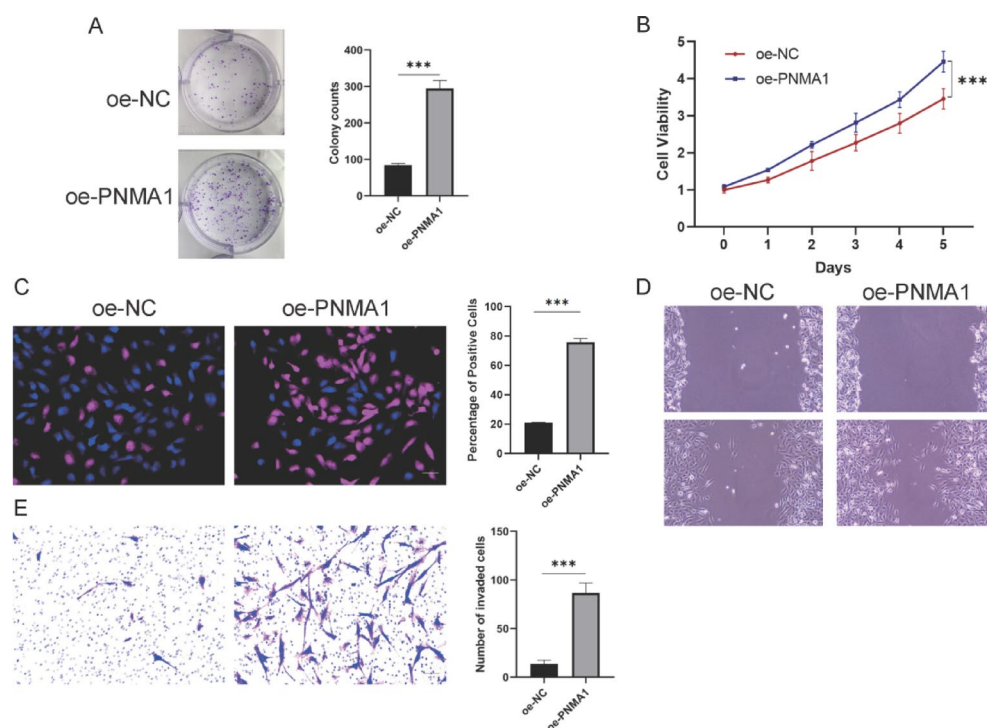 A
oe-NC
oe-PNMA1
Colony counts
400
300
200
100
0
***
oe-NC
oe-PNMA1
B
oe-NC
oe-PNMA1
***
Cell Viability
5
4
3
2
1
0
0 1 2 3 4 5
Days
C
oe-NC oe-PNMA1
Percentage of Positive Cells
100
80
60
40
20
0
***
oe-NC
oe-PNMA1
D
oe-NC oe-PNMA1
E
Number of invaded cells
150
100
50
0
***
oe-NC
oe-PNMA1